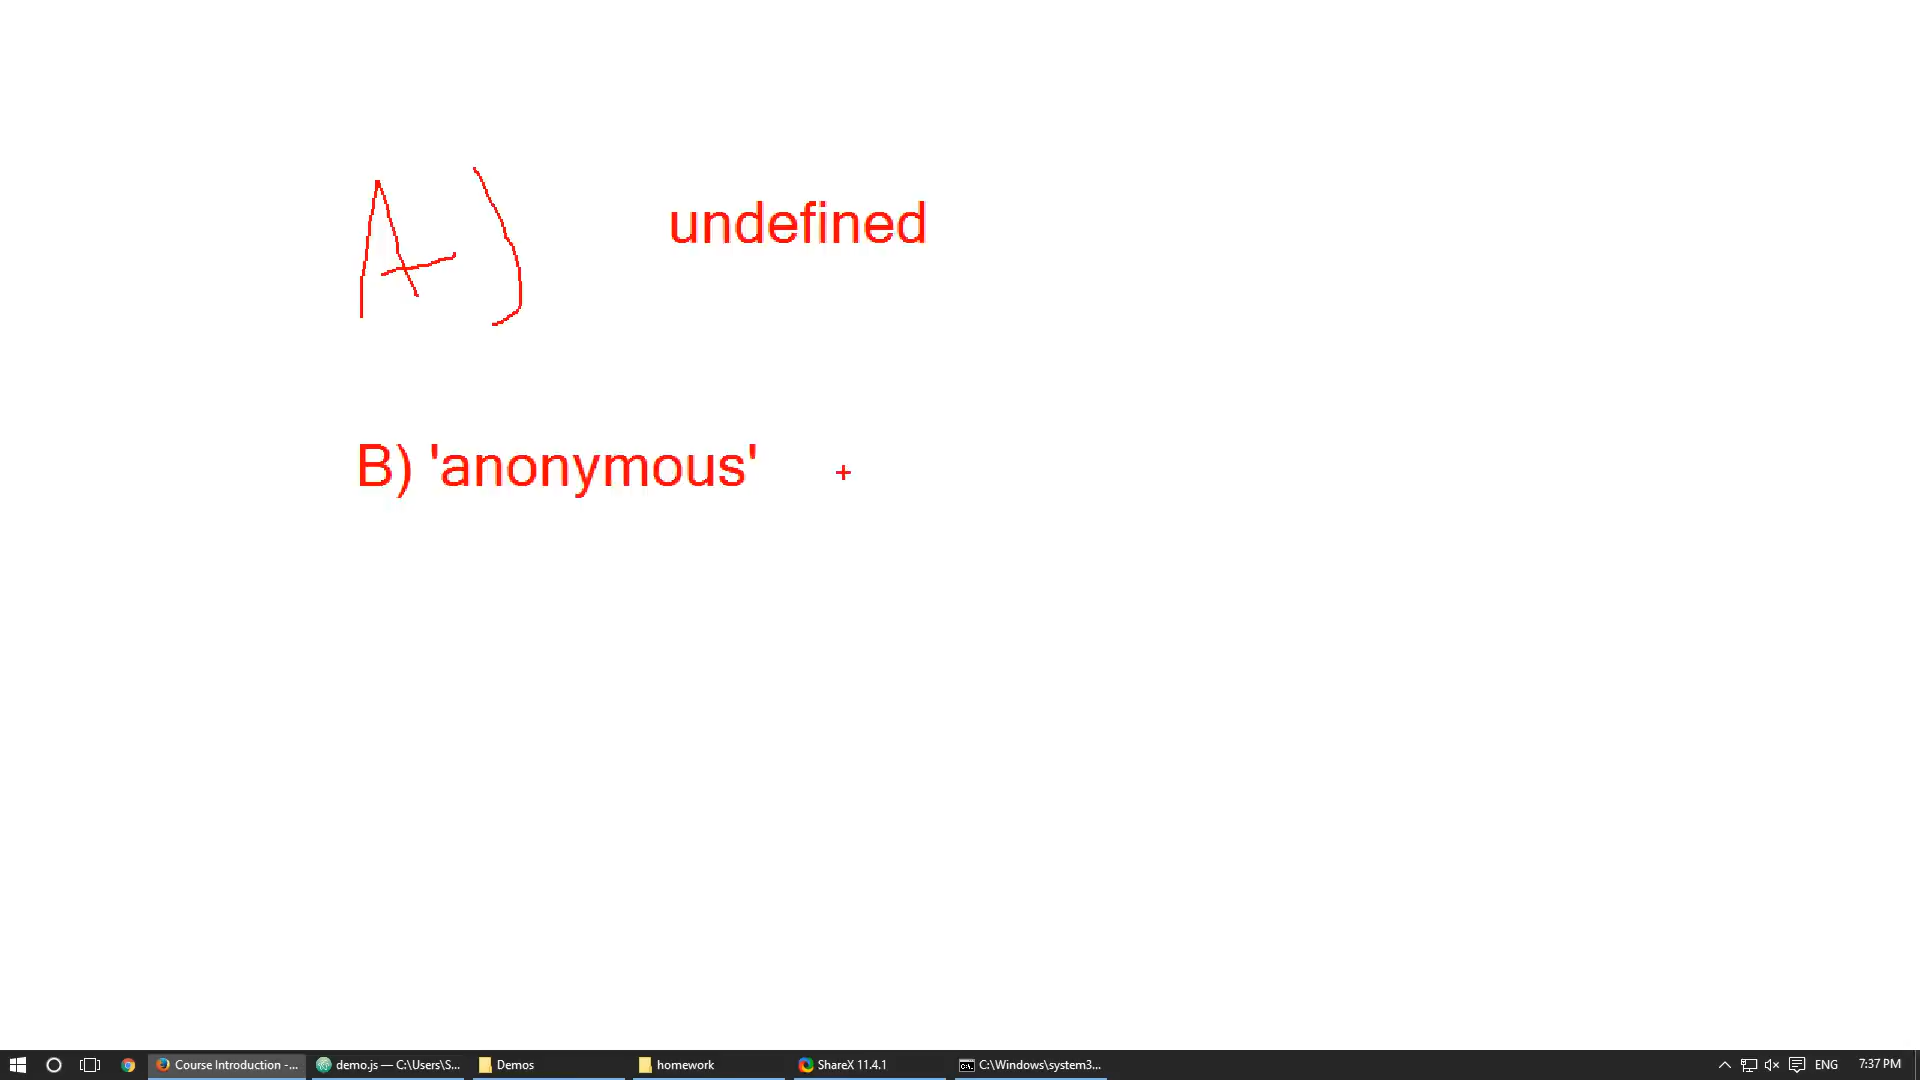 A) undefined
B) 'anonymous'
Course Introduction -...
demo.js — C:\Users\S...
Demos
homework
ShareX 11.4.1
C:\Windows\system3...
ENG
7:37 PM